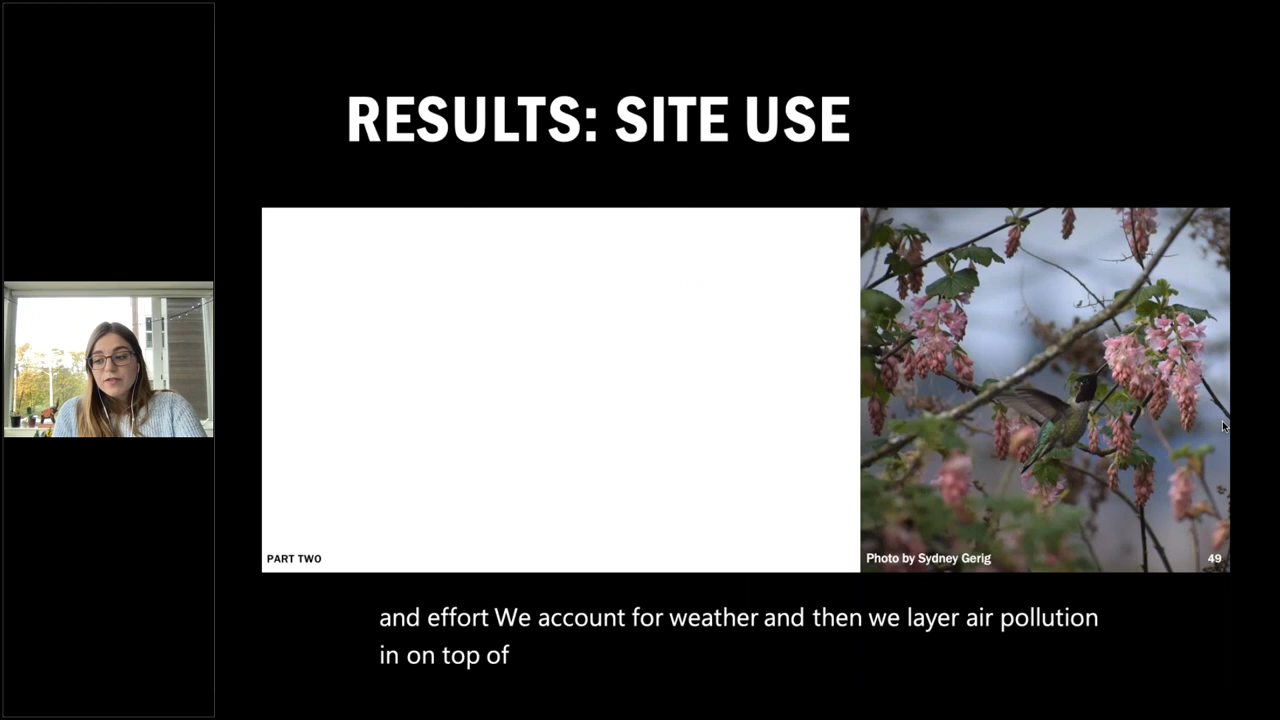 RESULTS: SITE USE
PART TWO
Photo by Sydney Gerig
49
and effort We account for weather and then we layer air pollution
in on top of